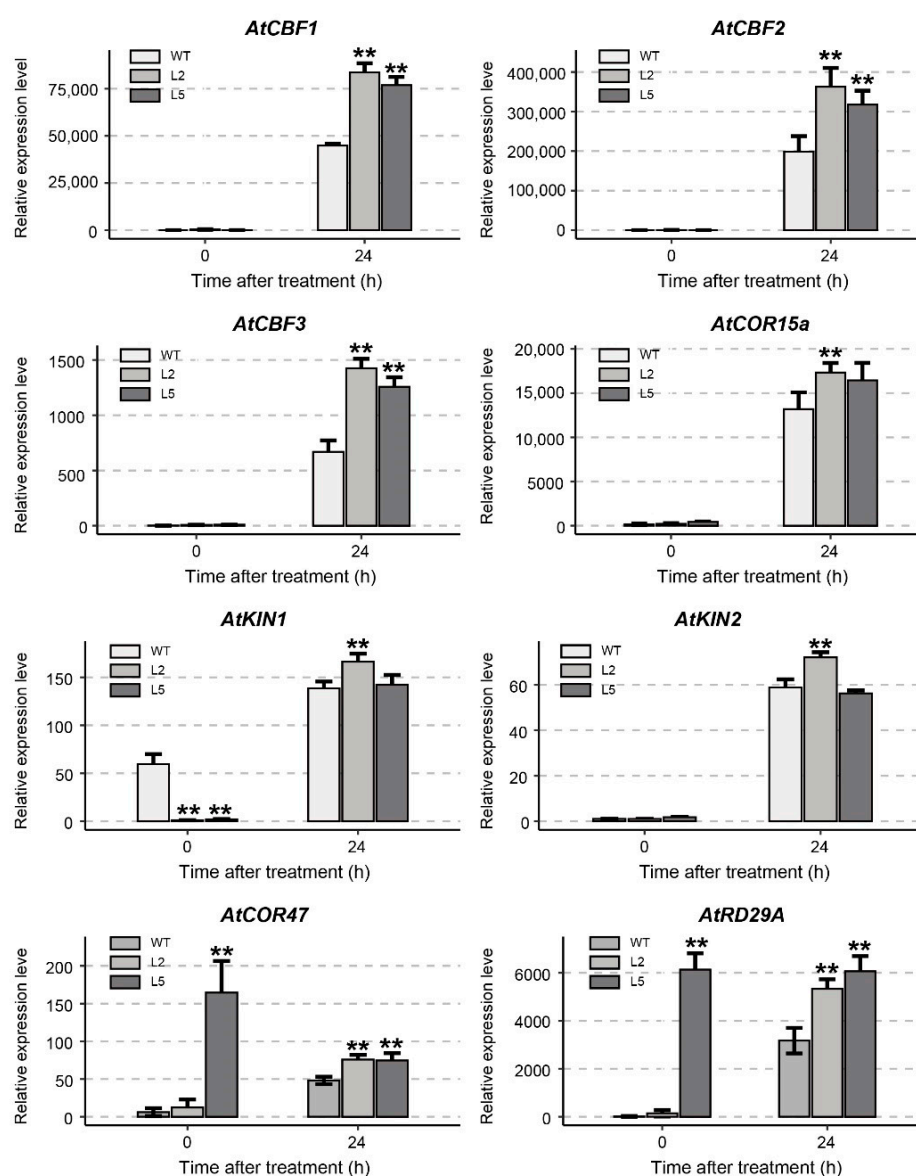 AtCBF1
Relative expression level
WT
L2
L5
75,000
50,000
25,000
0
** **
0 24
Time after treatment (h)
AtCBF2
Relative expression level
WT
L2
L5
400,000
300,000
200,000
100,000
0
** **
0 24
Time after treatment (h)
AtCBF3
Relative expression level
WT
L2
L5
1500
1000
500
0
** **
0 24
Time after treatment (h)
AtCOR15a
Relative expression level
WT
L2
L5
20,000
15,000
10,000
5000
0
**
0 24
Time after treatment (h)
AtKIN1
Relative expression level
WT
L2
L5
150
100
50
0
** ** **
0 24
Time after treatment (h)
AtKIN2
Relative expression level
WT
L2
L5
60
40
20
0
**
0 24
Time after treatment (h)
AtCOR47
Relative expression level
WT
L2
L5
200
150
100
50
0
** ** **
0 24
Time after treatment (h)
AtRD29A
Relative expression level
WT
L2
L5
6000
4000
2000
0
** ** **
0 24
Time after treatment (h)